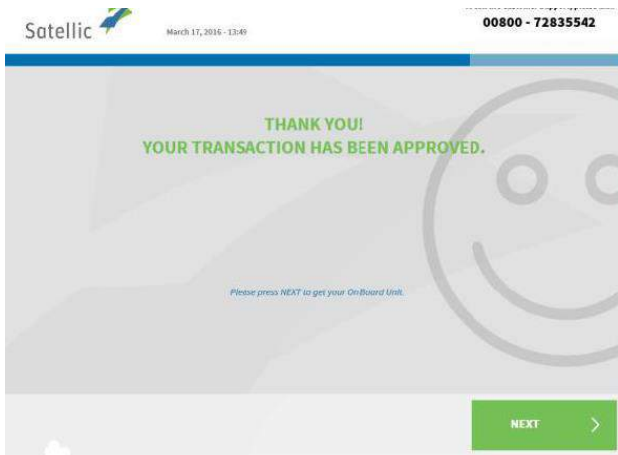 Satellic
March 17, 2016 - 13:49
00800 - 72835542
THANK YOU!
YOUR TRANSACTION HAS BEEN APPROVED.
Please press NEXT to get your OnBoard Unit.
NEXT